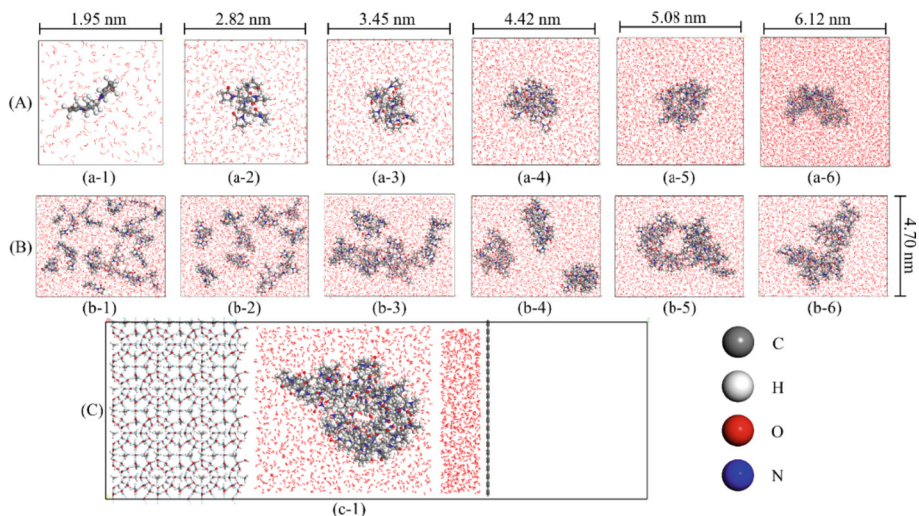 1.95 nm 2.82 nm 3.45 nm 4.42 nm 5.08 nm 6.12 nm
(A)
(a-1) (a-2) (a-3) (a-4) (a-5) (a-6)
(B)
4.70 nm
(b-1) (b-2) (b-3) (b-4) (b-5) (b-6)
C
H
(C)
O
N
(c-1)